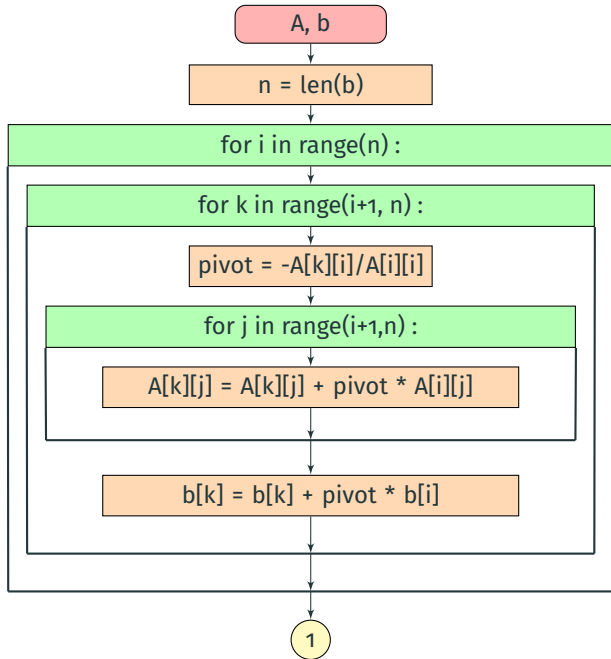 A, b
n = len(b)
for i in range(n) :
for k in range(i+1, n) :
pivot = -A[k][i]/A[i][i]
for j in range(i+1,n) :
A[k][j] = A[k][j] + pivot * A[i][j]
b[k] = b[k] + pivot * b[i]
1